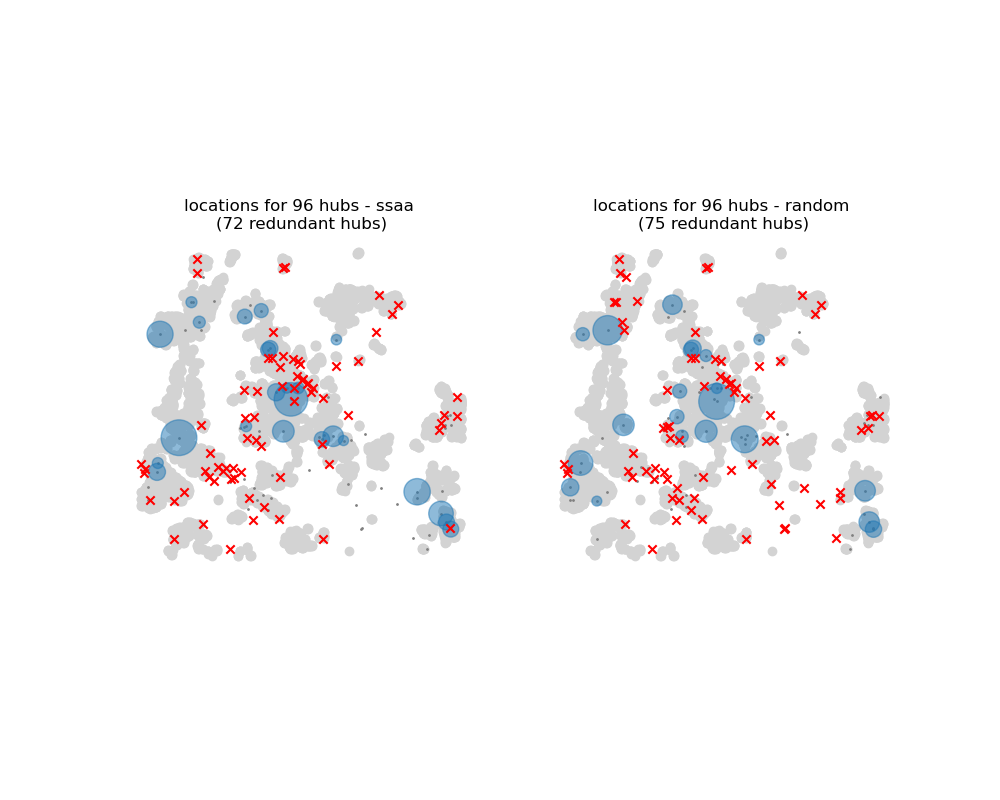 locations for 96 hubs - ssaa
(72 redundant hubs)
locations for 96 hubs - random
(75 redundant hubs)